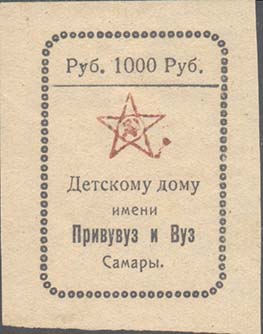 Руб. 1000 Руб.
Детскому дому
имени
Привувуз и Вуз
Самары.